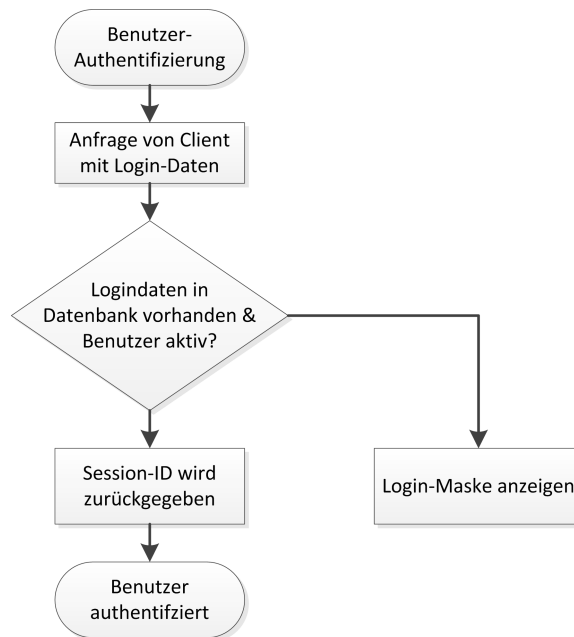 Benutzer-
Authentifizierung
Anfrage von Client
mit Login-Daten
Logindaten in
Datenbank vorhanden &
Benutzer aktiv?
Session-ID wird
zurückgegeben
Login-Maske anzeigen
Benutzer
authentifziert